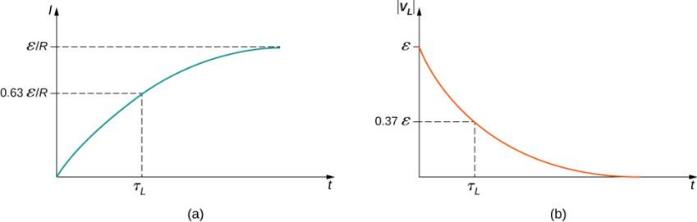 I
ℰ/R
0.63 ℰ/R
τL
t
(a)
|VL|
ℰ
0.37 ℰ
τL
t
(b)